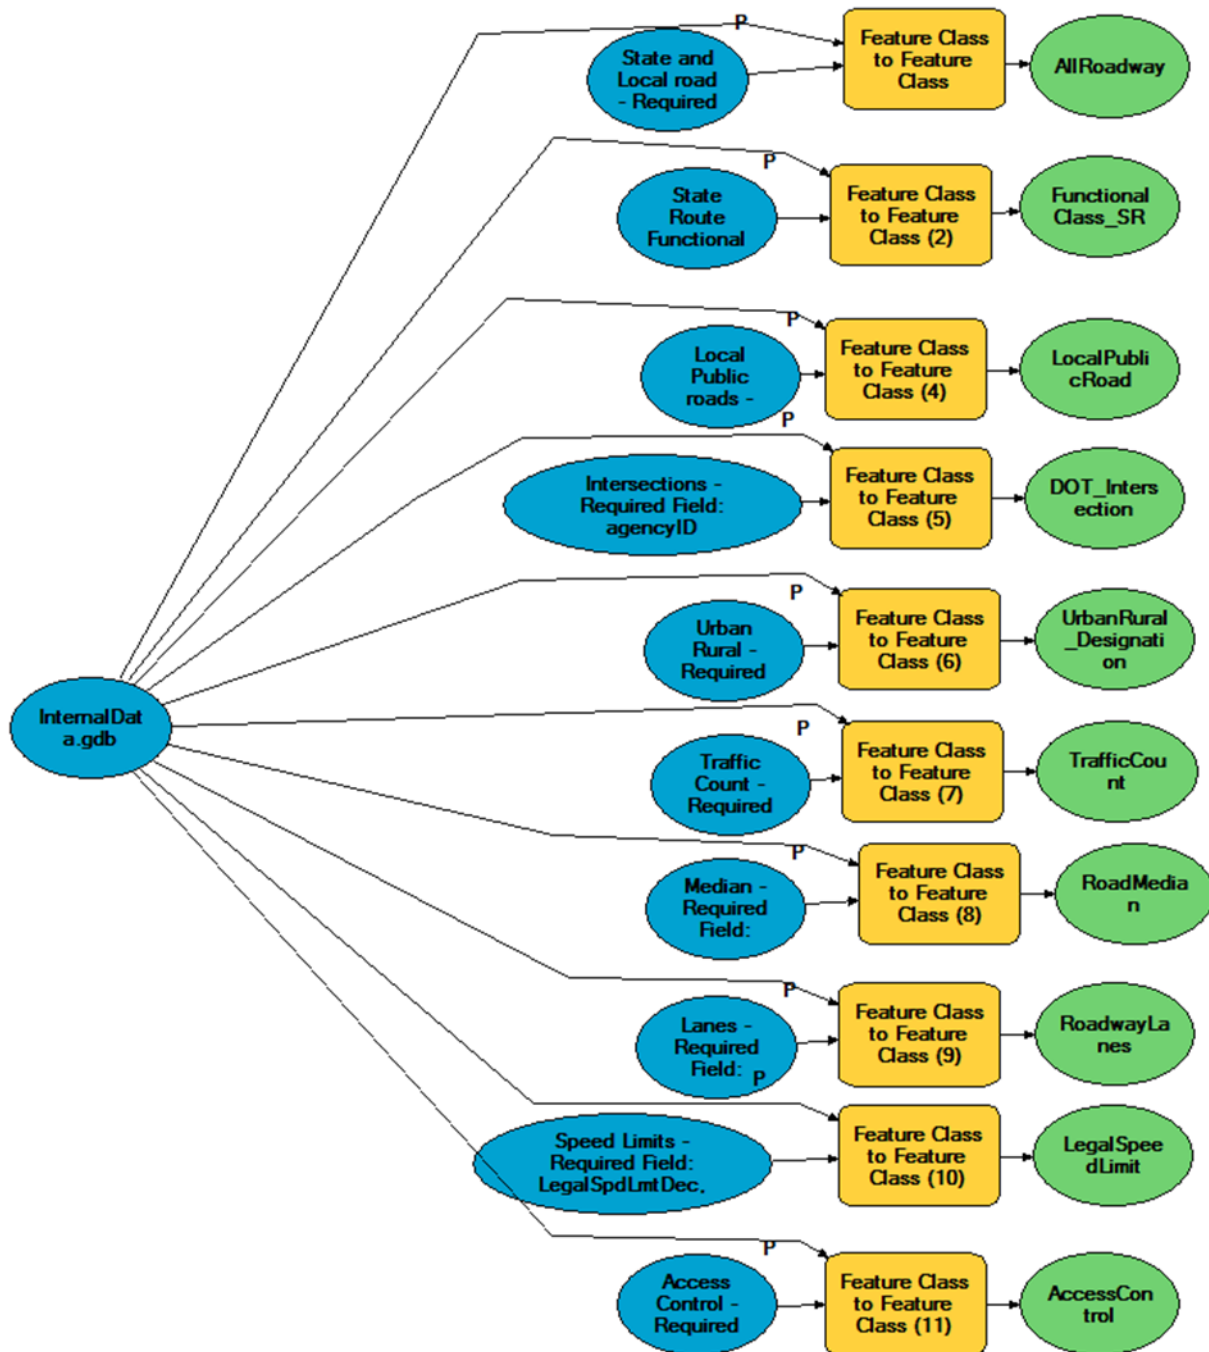 P
State and
Local road
- Required
Feature Class
to Feature
Class
AllRoadway
P
State
Route
Functional
Feature Class
to Feature
Class (2)
Functional
Class_SR
P
Local
Public
roads -
Feature Class
to Feature
Class (4)
LocalPubli
cRoad
P
Intersections -
Required Field:
agencyID
Feature Class
to Feature
Class (5)
DOT_Inters
ection
P
Urban
Rural -
Required
Feature Class
to Feature
Class (6)
UrbanRural
_Designati
on
InternalDat
a.gdb
P
Traffic
Count -
Required
Feature Class
to Feature
Class (7)
TrafficCou
nt
P
Median -
Required
Field:
Feature Class
to Feature
Class (8)
RoadMedia
n
P
Lanes -
Required
Field:
Feature Class
to Feature
Class (9)
RoadwayLa
nes
P
Speed Limits -
Required Field:
LegalSpdLmtDec,
Feature Class
to Feature
Class (10)
LegalSpee
dLimit
P
Access
Control -
Required
Feature Class
to Feature
Class (11)
AccessCon
trol